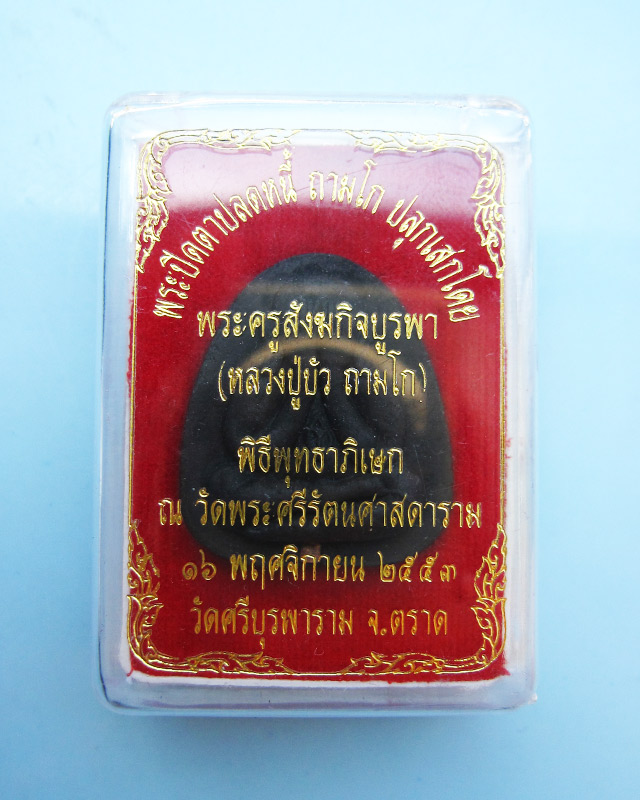 พระปิดตาปลดหนี้ ถามโก ปลุกเสกโดย
พระครูสังฆกิจบูรพา
(หลวงปู่บัว ถามโก)
พิธีพุทธาภิเษก
ณ วัดพระศรีรัตนศาสดาราม
๑๖ พฤศจิกายน ๒๕๕๓
วัดศรีบุรพาราม จ.ตราด